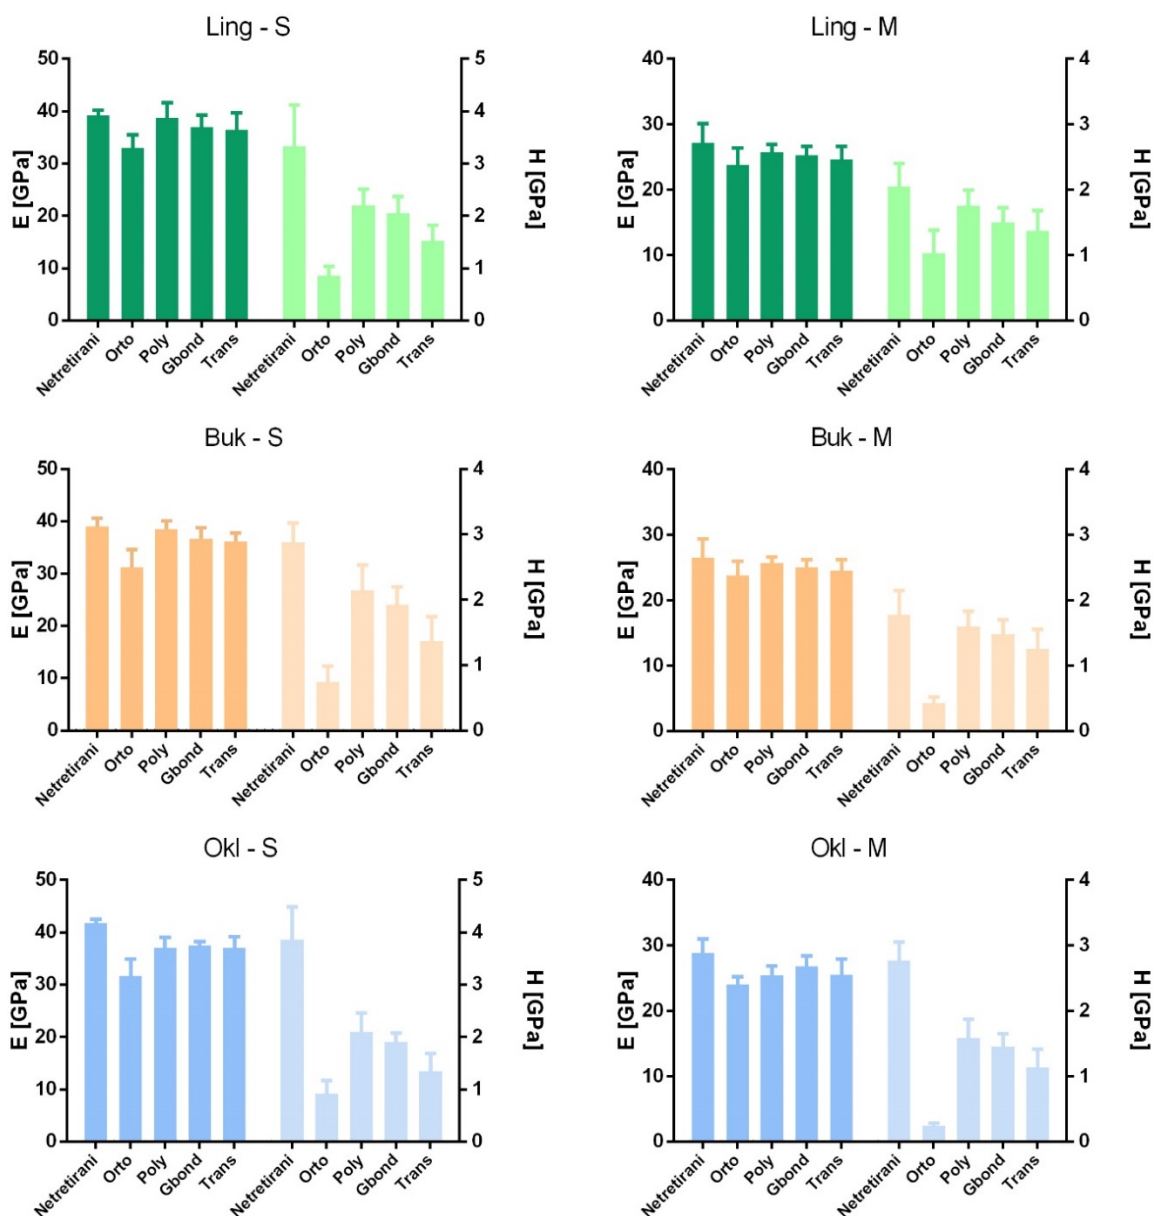 Ling - S
50
40
30
20
10
0
E [GPa]
5
4
3
2
1
0
H [GPa]
Netretirani
Orto
Poly
Gbond
Trans
Netretirani
Orto
Poly
Gbond
Trans
Ling - M
40
30
20
10
0
E [GPa]
4
3
2
1
0
H [GPa]
Netretirani
Orto
Poly
Gbond
Trans
Netretirani
Orto
Poly
Gbond
Trans
Buk - S
50
40
30
20
10
0
E [GPa]
4
3
2
1
0
H [GPa]
Netretirani
Orto
Poly
Gbond
Trans
Netretirani
Orto
Poly
Gbond
Trans
Buk - M
40
30
20
10
0
E [GPa]
4
3
2
1
0
H [GPa]
Netretirani
Orto
Poly
Gbond
Trans
Netretirani
Orto
Poly
Gbond
Trans
Okl - S
50
40
30
20
10
0
E [GPa]
5
4
3
2
1
0
H [GPa]
Netretirani
Orto
Poly
Gbond
Trans
Netretirani
Orto
Poly
Gbond
Trans
Okl - M
40
30
20
10
0
E [GPa]
4
3
2
1
0
H [GPa]
Netretirani
Orto
Poly
Gbond
Trans
Netretirani
Orto
Poly
Gbond
Trans